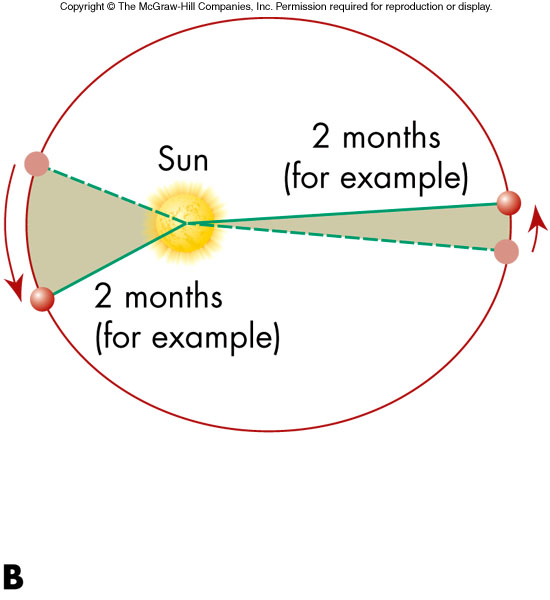 Copyright © The McGraw-Hill Companies, Inc. Permission required for reproduction or display.
2 months
(for example)
Sun
2 months
(for example)
B